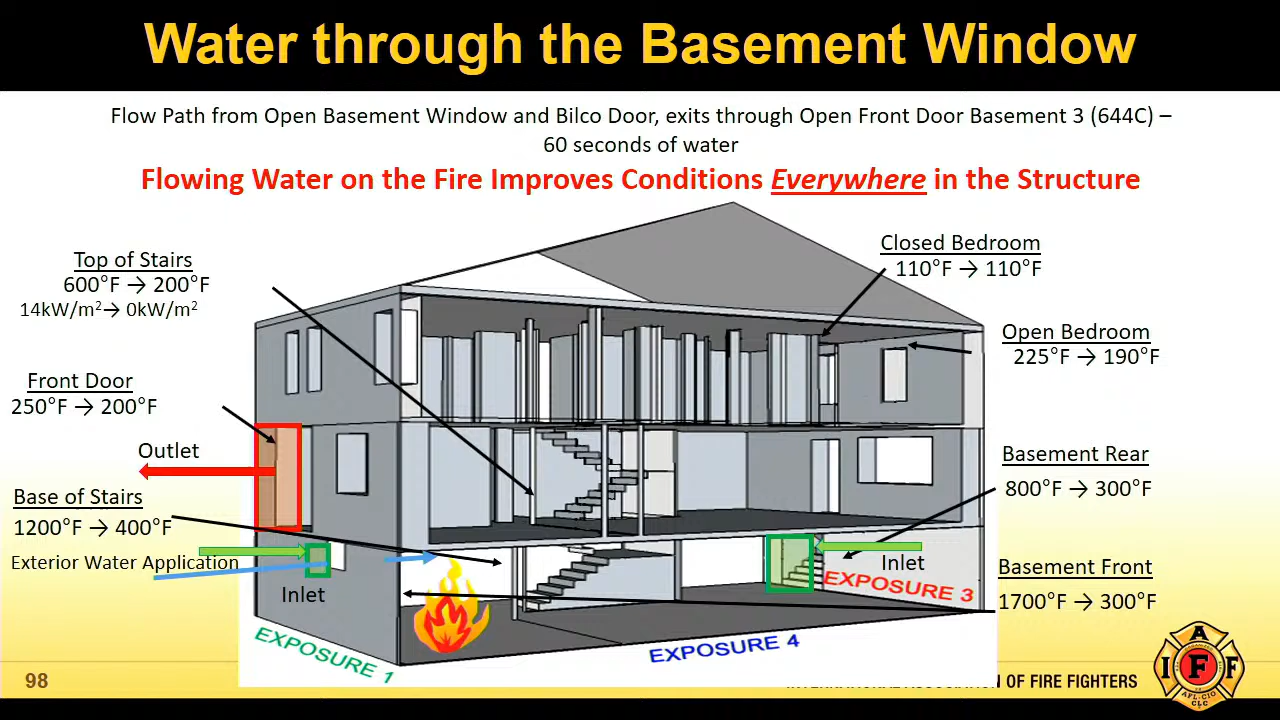 Water through the Basement Window
Flow Path from Open Basement Window and Bilco Door, exits through Open Front Door Basement 3 (644C) –
60 seconds of water
Flowing Water on the Fire Improves Conditions Everywhere in the Structure
Top of Stairs
600°F → 200°F
14kW/m²→ 0kW/m²
Closed Bedroom
110°F → 110°F
Open Bedroom
225°F → 190°F
Front Door
250°F → 200°F
Outlet
Base of Stairs
1200°F → 400°F
Exterior Water Application
Inlet
Basement Rear
800°F → 300°F
Inlet
EXPOSURE 3
Basement Front
1700°F → 300°F
EXPOSURE 1
EXPOSURE 4
98
OF FIRE FIGHTERS
I A F F
AFL-CIO
CLC